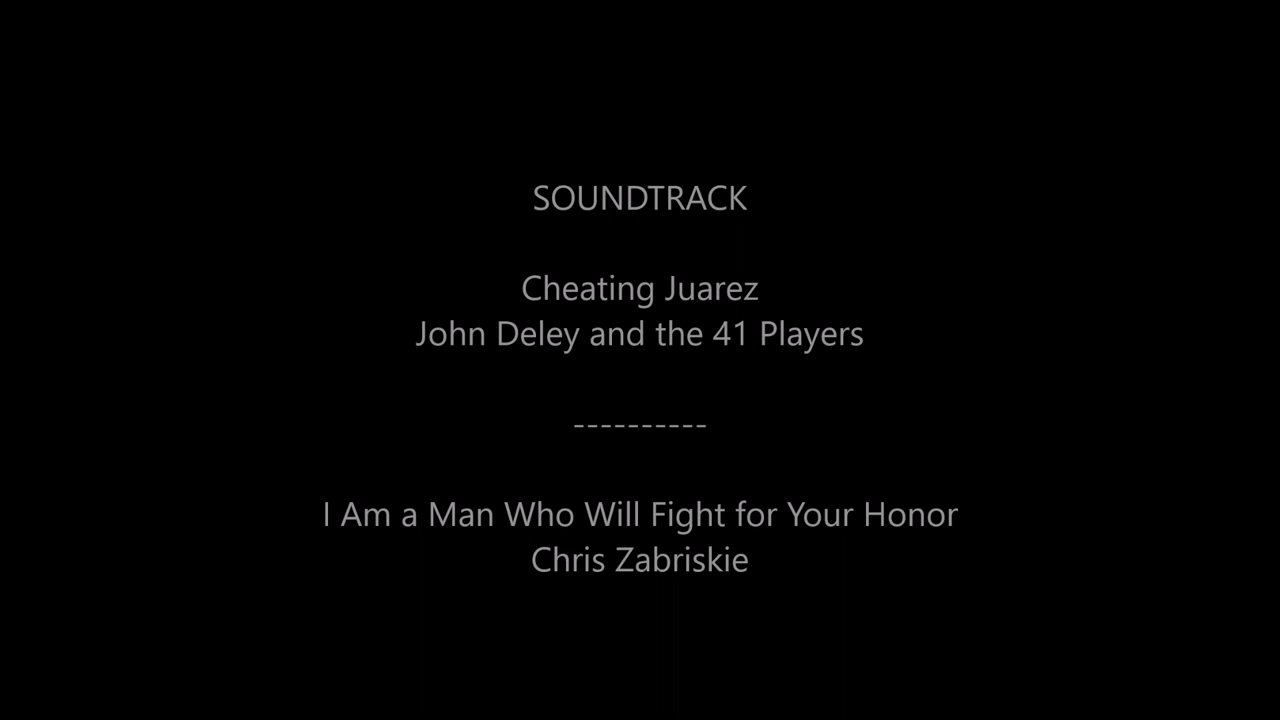 SOUNDTRACK
Cheating Juarez
John Deley and the 41 Players
----------
I Am a Man Who Will Fight for Your Honor
Chris Zabriskie